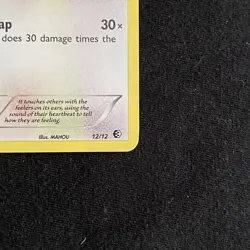 ap 30×
does 30 damage times the
It touches others with the
feelers on its ears, using the
sound of their heartbeat to tell
how they are feeling.
Illus. MAHOU 12/12